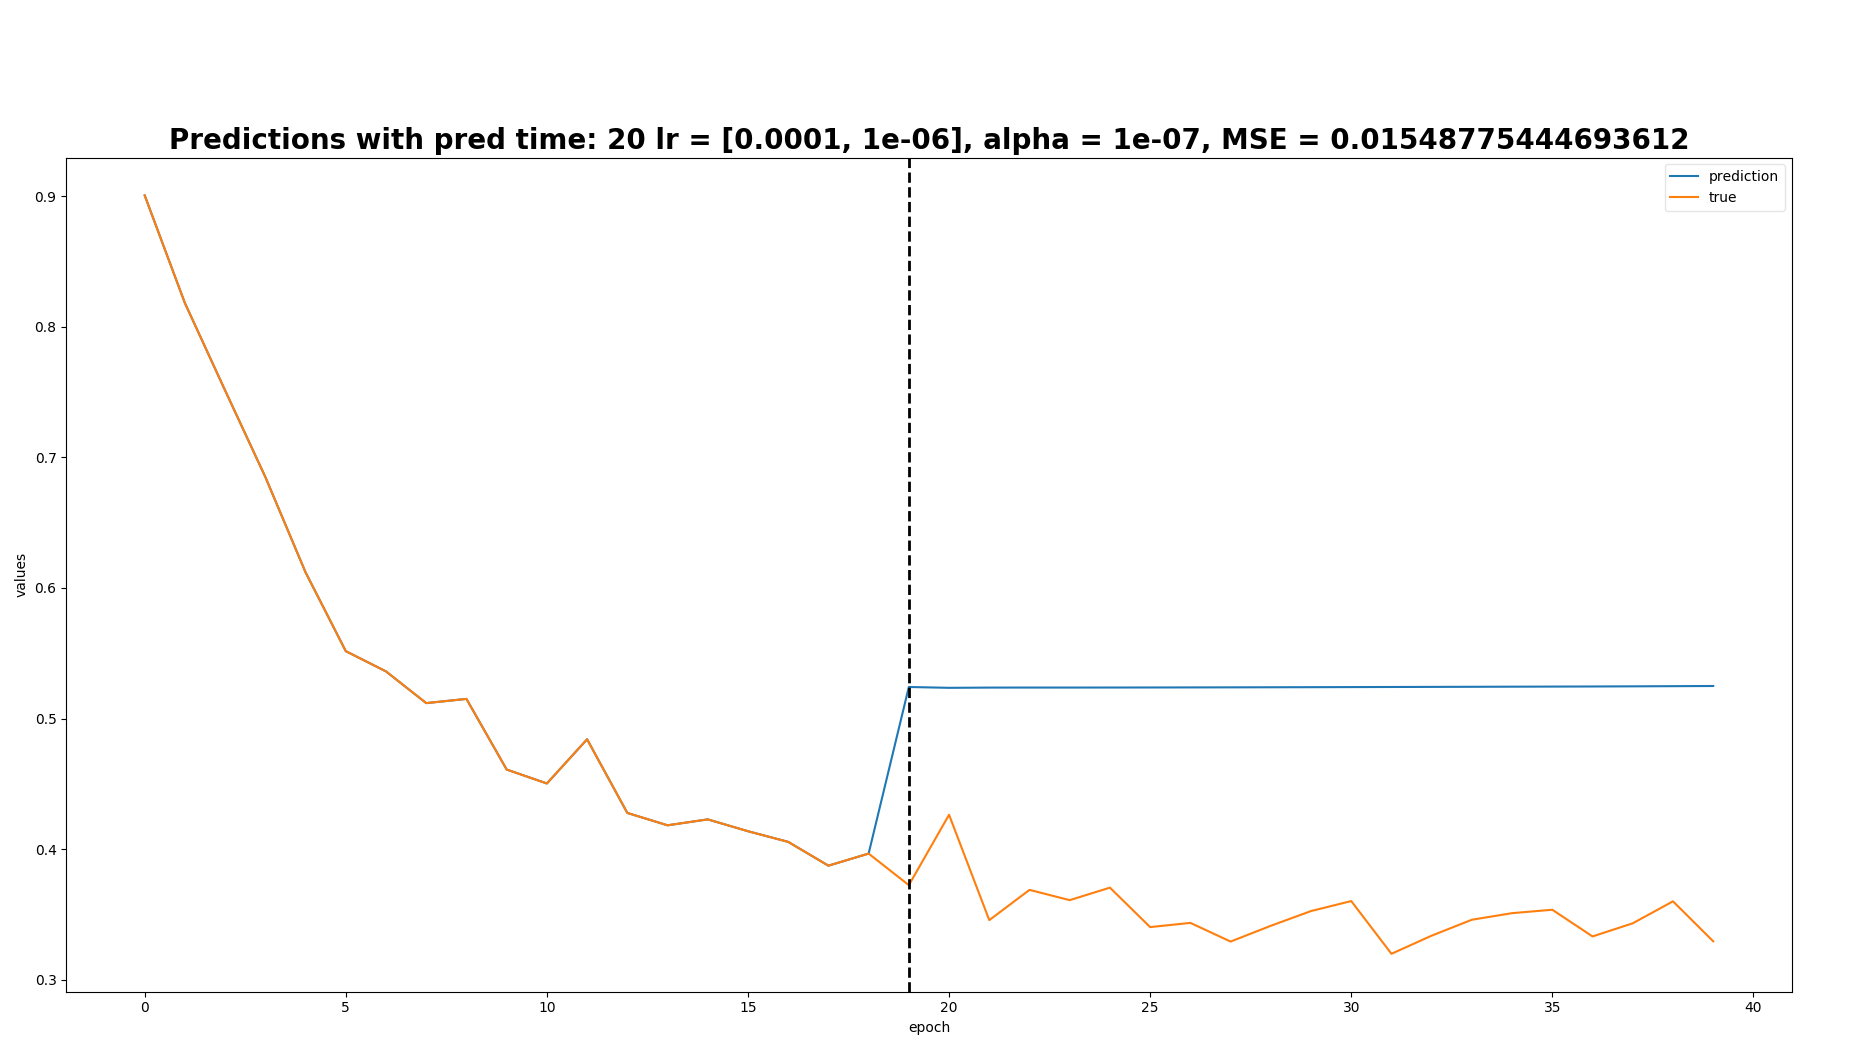 Predictions with pred time: 20 lr = [0.0001, 1e-06], alpha = 1e-07, MSE = 0.01548775444693612
prediction
true
0.9
0.8
0.7
0.6
0.5
0.4
0.3
values
0 5 10 15 20 25 30 35 40
epoch